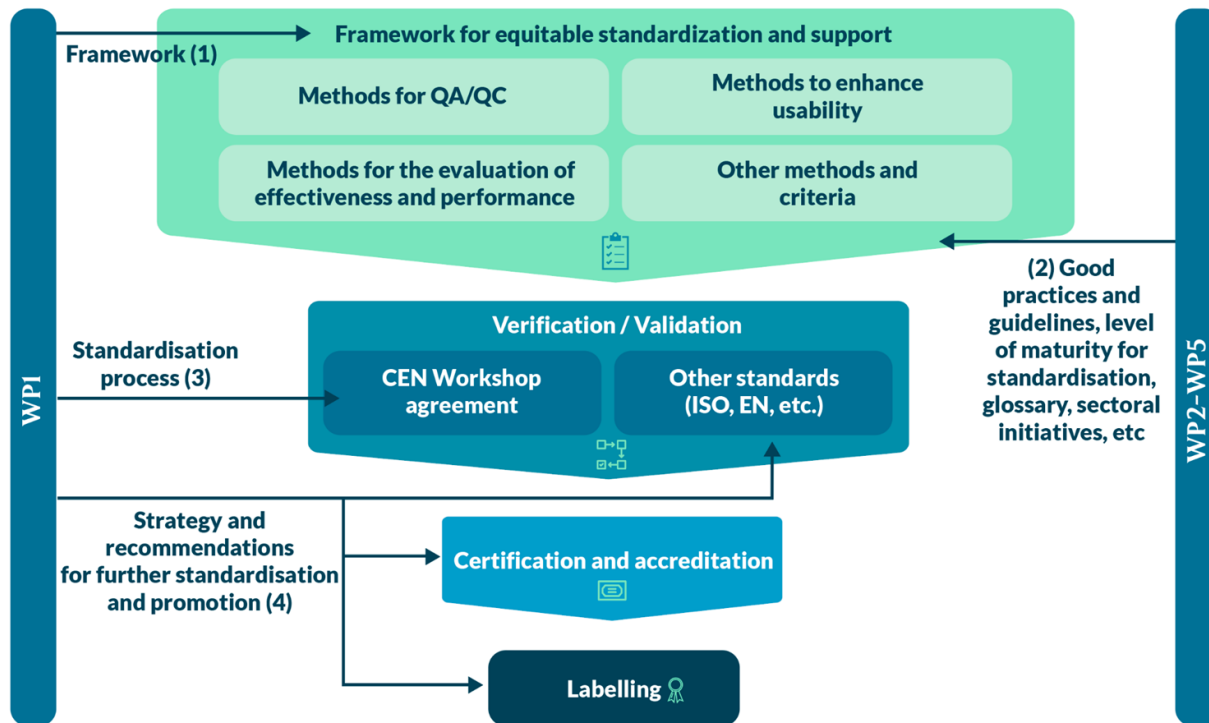 Framework for equitable standardization and support
Framework (1)
Methods for QA/QC
Methods to enhance
usability
Methods for the evaluation of
effectiveness and performance
Other methods and
criteria
(2) Good
practices and
guidelines, level
of maturity for
standardisation,
glossary, sectoral
initiatives, etc
Verification / Validation
Standardisation
process (3)
CEN Workshop
agreement
Other standards
(ISO, EN, etc.)
WP1
WP2-WP5
Strategy and
recommendations
for further standardisation
and promotion (4)
Certification and accreditation
Labelling